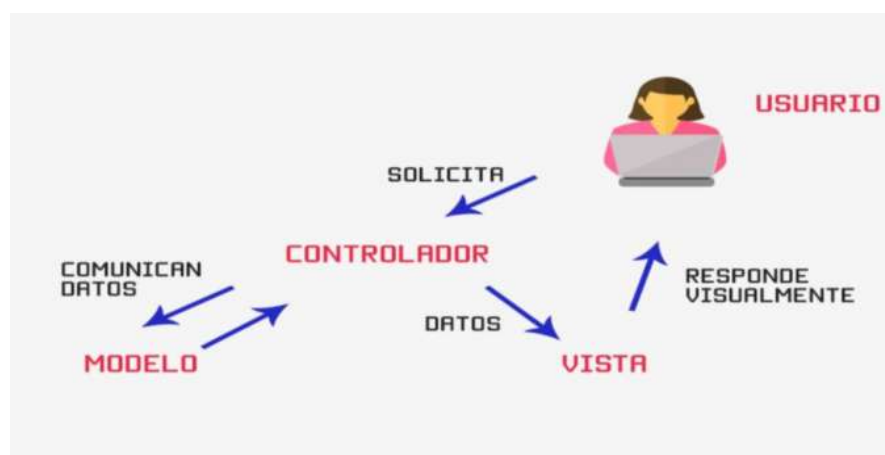 USUARIO
SOLICITA
CONTROLADOR
COMUNICAN
DATOS
RESPONDE
VISUALMENTE
DATOS
MODELO
VISTA